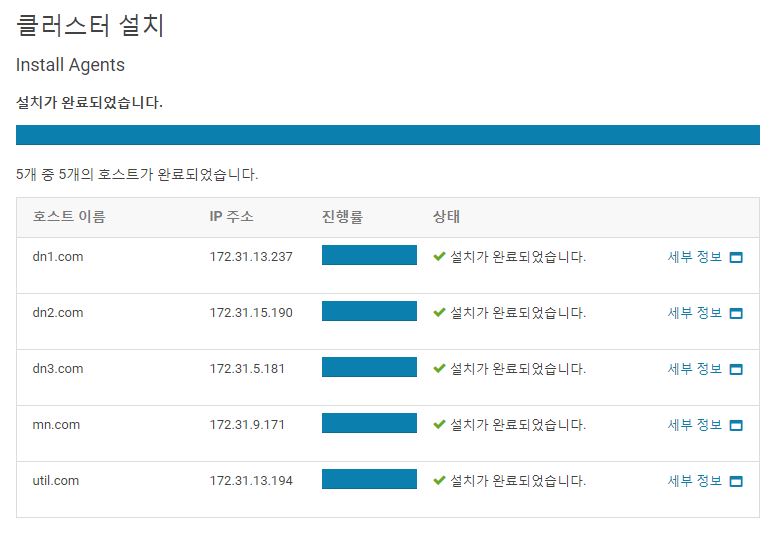 클러스터 설치
Install Agents
설치가 완료되었습니다.
5개 중 5개의 호스트가 완료되었습니다.
호스트 이름 IP 주소 진행률 상태
dn1.com 172.31.13.237 설치가 완료되었습니다. 세부 정보
dn2.com 172.31.15.190 설치가 완료되었습니다. 세부 정보
dn3.com 172.31.5.181 설치가 완료되었습니다. 세부 정보
mn.com 172.31.9.171 설치가 완료되었습니다. 세부 정보
util.com 172.31.13.194 설치가 완료되었습니다. 세부 정보